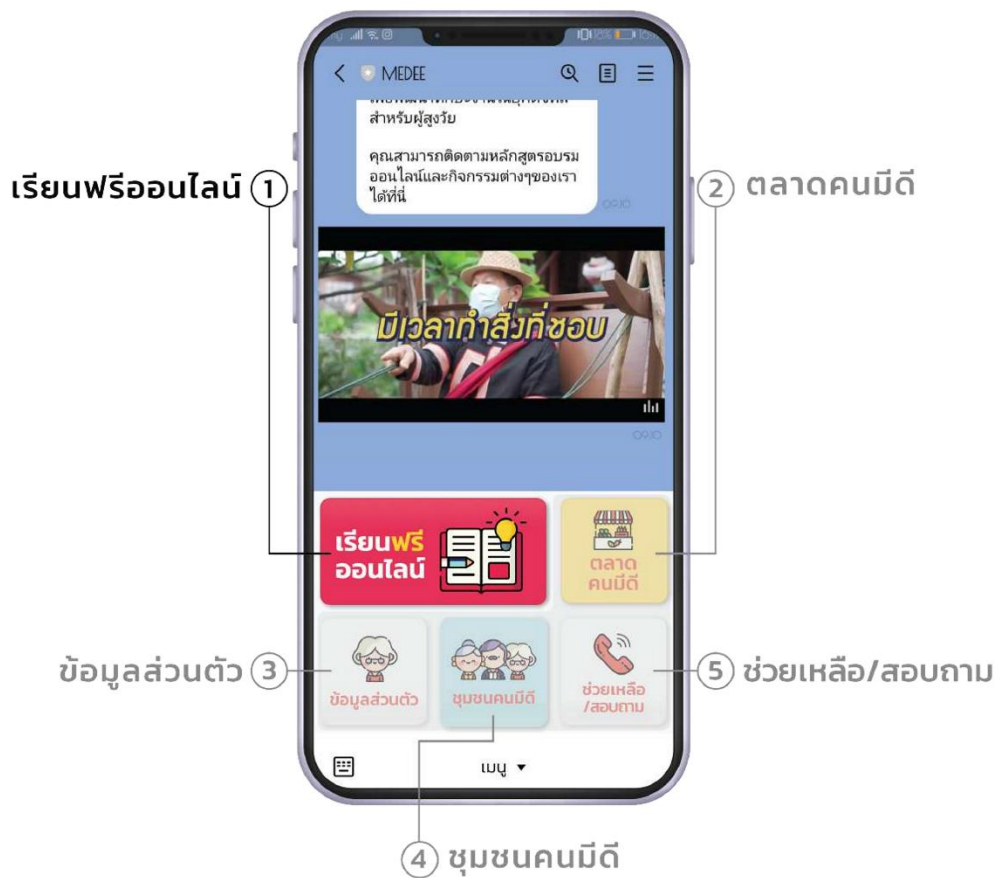 MEDEE
สำหรับผู้สูงวัย
คุณสามารถติดตามหลักสูตรอบรม
ออนไลน์และกิจกรรมต่างๆของเรา
ได้ที่นี่
09.10
เรียนฟรีออนไลน์ 1
2 ตลาดคนมีดี
มีเวลาทำสิ่งที่ชอบ
09.10
เรียนฟรี
ออนไลน์
ตลาด
คนมีดี
ข้อมูลส่วนตัว 3
5 ช่วยเหลือ/สอบถาม
ข้อมูลส่วนตัว
ชุมชนคนมีดี
ช่วยเหลือ
/สอบถาม
เมนู
4 ชุมชนคนมีดี